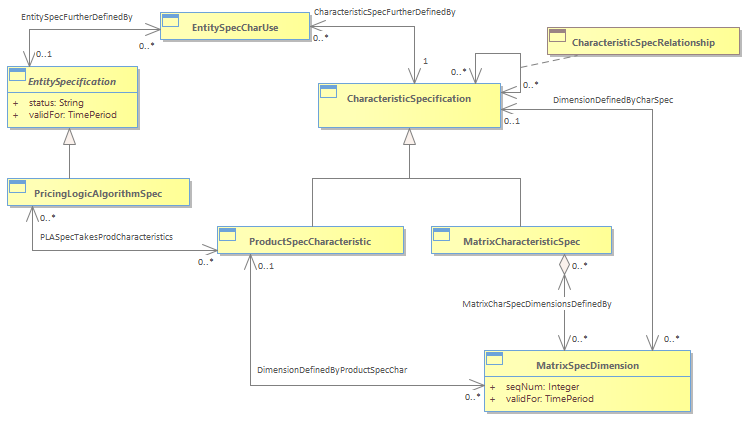 EntitySpecFurtherDefinedBy
EntitySpecCharUse
CharacteristicSpecFurtherDefinedBy
0..1
0..*
0..*
1
CharacteristicSpecRelationship
EntitySpecification
+ status: String
+ validFor: TimePeriod
CharacteristicSpecification
0..*
0..*
DimensionDefinedByCharSpec
0..1
PricingLogicAlgorithmSpec
0..*
PLASpecTakesProdCharacteristics
0..*
ProductSpecCharacteristic
0..1
MatrixCharacteristicSpec
0..*
MatrixCharSpecDimensionsDefinedBy
0..*
0..*
DimensionDefinedByProductSpecChar
0..*
MatrixSpecDimension
+ seqNum: Integer
+ validFor: TimePeriod